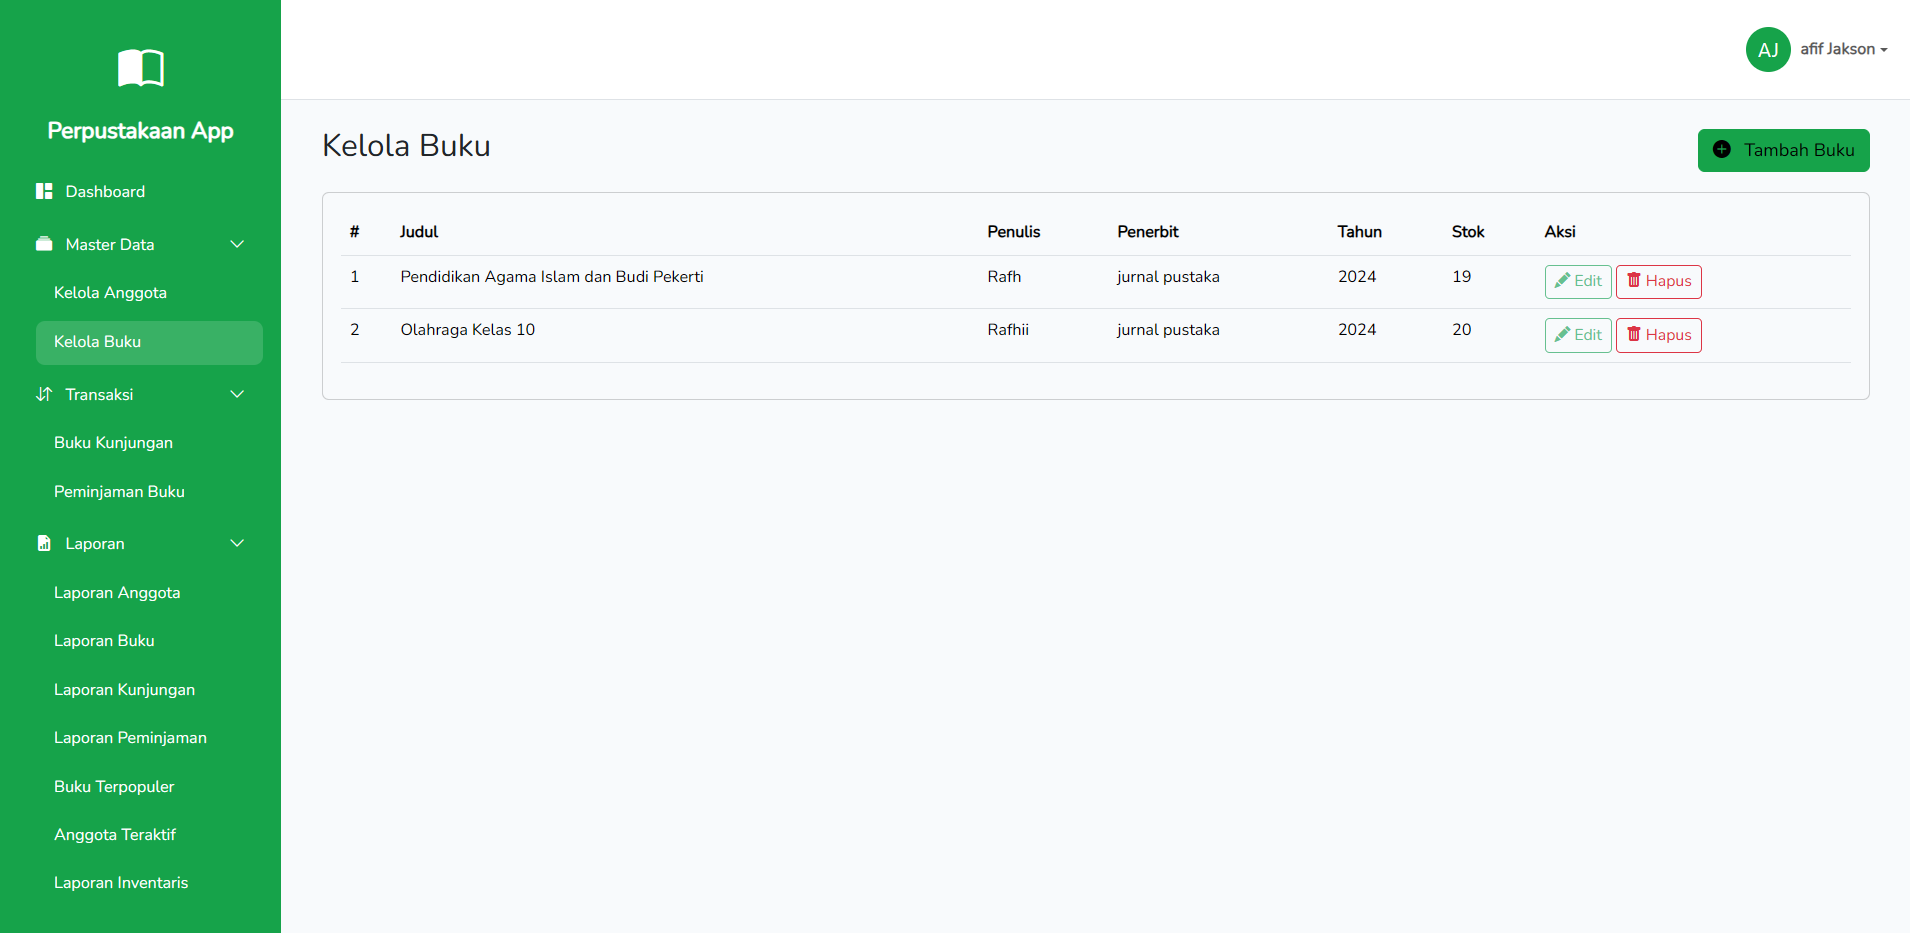 Perpustakaan App
Dashboard
Master Data
Kelola Anggota
Kelola Buku
Transaksi
Buku Kunjungan
Peminjaman Buku
Laporan
Laporan Anggota
Laporan Buku
Laporan Kunjungan
Laporan Peminjaman
Buku Terpopuler
Anggota Teraktif
Laporan Inventaris
AJ afif Jakson
Kelola Buku
Tambah Buku
# Judul Penulis Penerbit Tahun Stok Aksi
1 Pendidikan Agama Islam dan Budi Pekerti Rafh jurnal pustaka 2024 19 Edit Hapus
2 Olahraga Kelas 10 Rafhii jurnal pustaka 2024 20 Edit Hapus